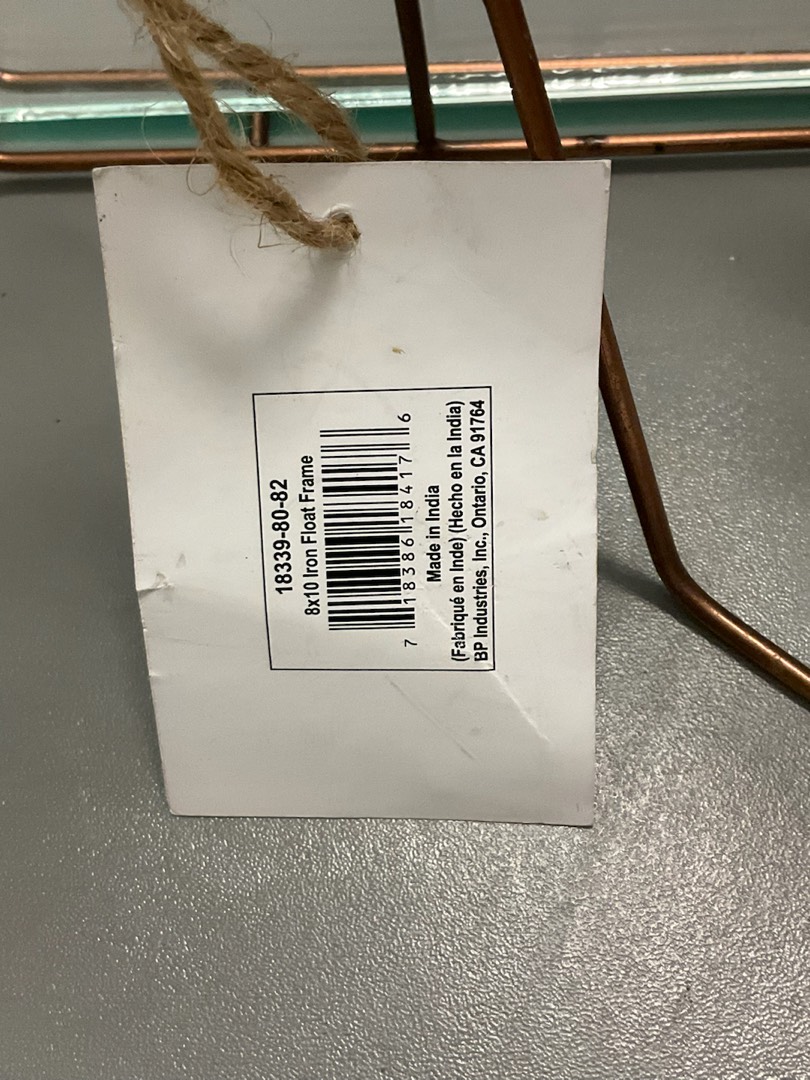 18339-80-82
8x10 Iron Float Frame
7 18386 18417 6
Made in India
(Fabriqué en Inde) (Hecho en la India)
BP Industries, Inc., Ontario, CA 91764